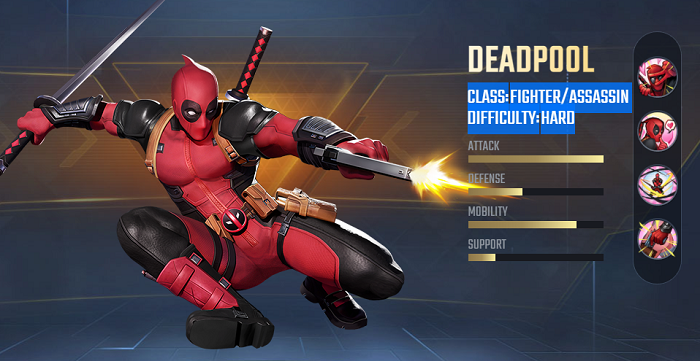 DEADPOOL
CLASS:FIGHTER/ASSASSIN
DIFFICULTY:HARD
ATTACK
DEFENSE
MOBILITY
SUPPORT